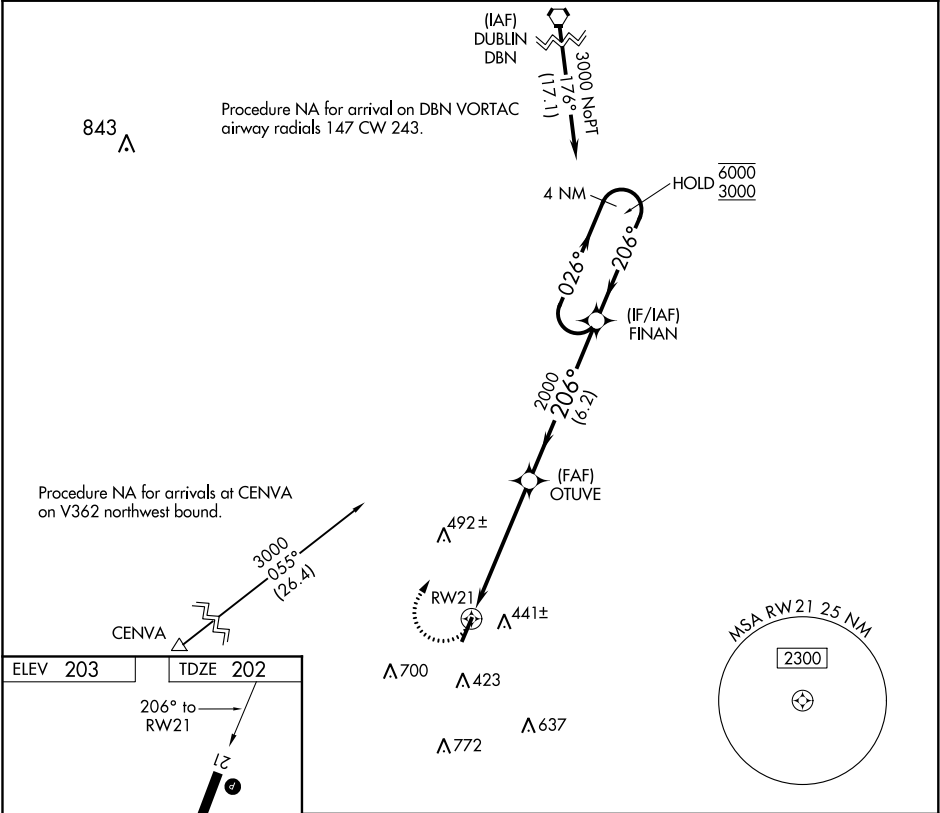 (IAF)
DUBLIN
DBN
3000 NoPT
176°
(17.1)
Procedure NA for arrival on DBN VORTAC
airway radials 147 CW 243.
843
4 NM
HOLD
6000
3000
026°
206°
(IF/IAF)
FINAN
2000
206°
(6.2)
(FAF)
OTUVE
Procedure NA for arrivals at CENVA
on V362 northwest bound.
492±
3000
055°
(26.4)
RW21
441±
CENVA
MSA RW21 25 NM
2300
ELEV 203
TDZE 202
700
423
206° to
RW21
637
772
21
P